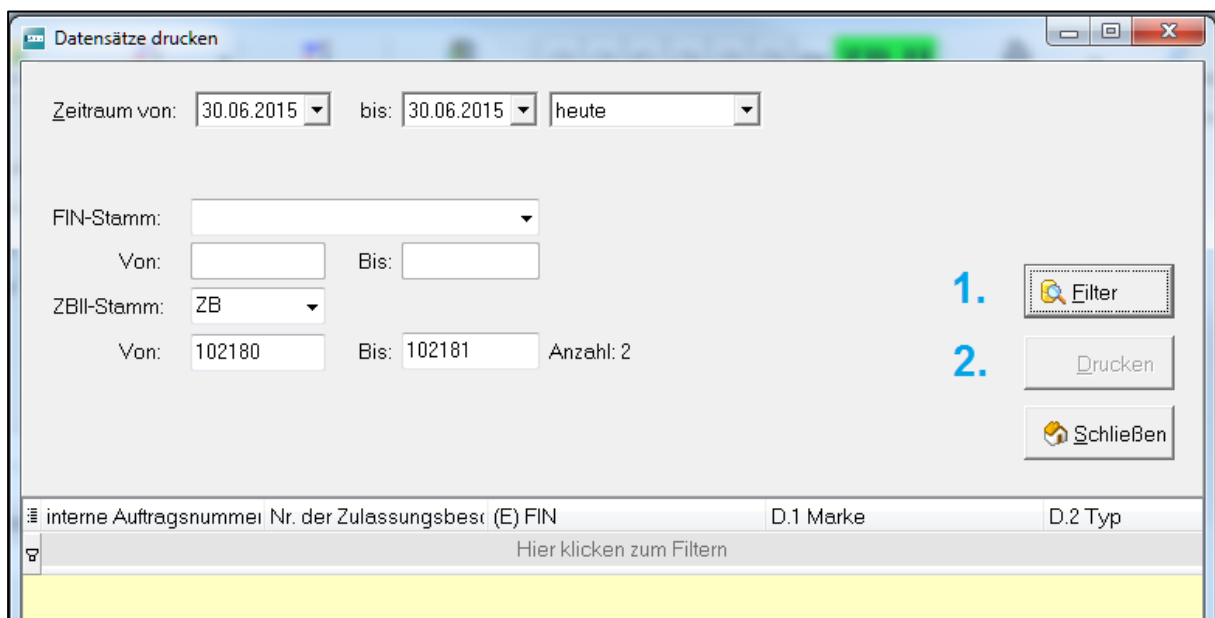 Datensätze drucken
Zeitraum von: 30.06.2015 bis: 30.06.2015 heute
FIN-Stamm:
Von: Bis:
1. Filter
ZBII-Stamm: ZB
Von: 102180 Bis: 102181 Anzahl: 2
2. Drucken
Schließen
interne Auftragsnummer Nr. der Zulassungsbesc (E) FIN D.1 Marke D.2 Typ
Hier klicken zum Filtern